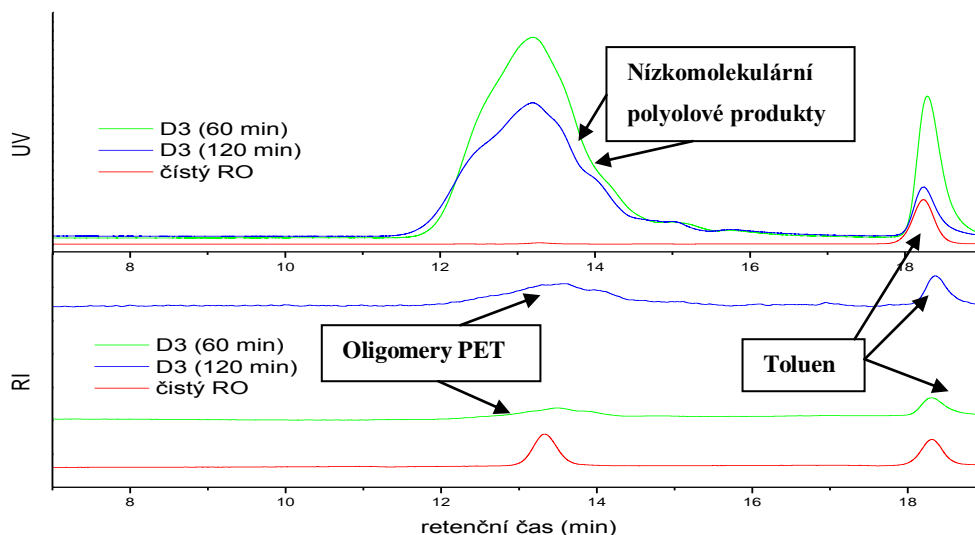 Nízkomolekulární
polyolové produkty
UV
D3 (60 min)
D3 (120 min)
čístý RO
8 10 12 14 16 18
Oligomery PET
Toluen
RI
D3 (60 min)
D3 (120 min)
čistý RO
8 10 12 14 16 18
retenční čas (min)